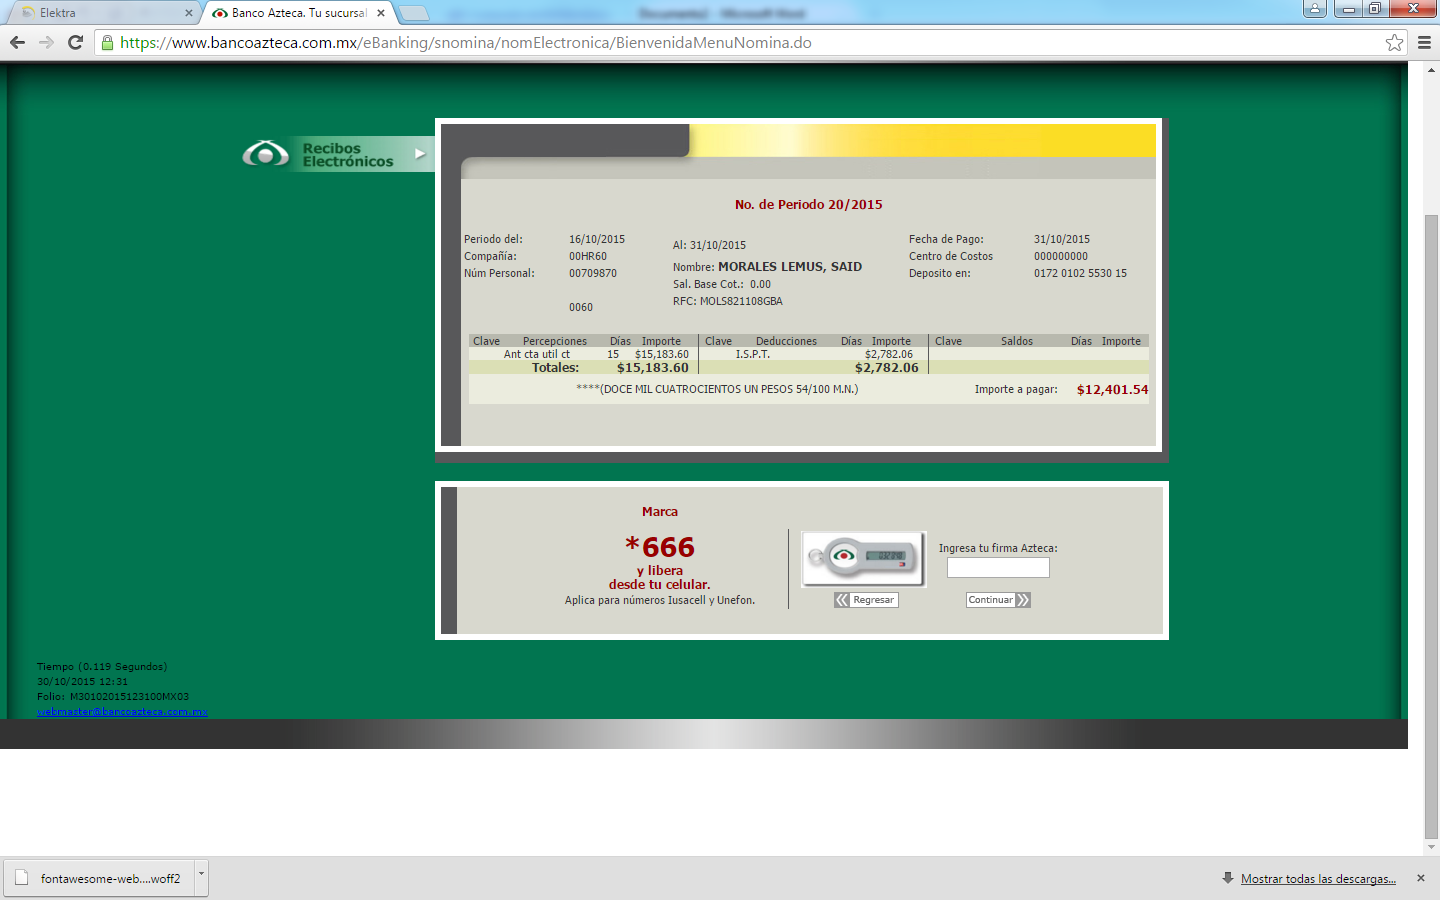 Elektra
Banco Azteca. Tu sucursal
https://www.bancoazteca.com.mx/eBanking/snomina/nomElectronica/BienvenidaMenuNomina.do
Recibos
Electrónicos
No. de Periodo 20/2015
Periodo del: 16/10/2015 Al: 31/10/2015 Fecha de Pago: 31/10/2015
Compañía: 00HR60 Nombre: MORALES LEMUS, SAID Centro de Costos 000000000
Núm Personal: 00709870 Sal. Base Cot.: 0.00 Deposito en: 0172 0102 5530 15
0060 RFC: MOLS821108GBA
Clave Percepciones Días Importe Clave Deducciones Días Importe Clave Saldos Días Importe
Ant cta util ct 15 $15,183.60 I.S.P.T. $2,782.06
Totales: $15,183.60 $2,782.06
****(DOCE MIL CUATROCIENTOS UN PESOS 54/100 M.N.) Importe a pagar: $12,401.54
Marca
*666
y libera
desde tu celular.
Aplica para números Iusacell y Unefon.
Ingresa tu firma Azteca:
Regresar Continuar
Tiempo (0.119 Segundos)
30/10/2015 12:31
Folio: M30102015123100MX03
webmaster@bancoazteca.com.mx
fontawesome-web....woff2 Mostrar todas las descargas...